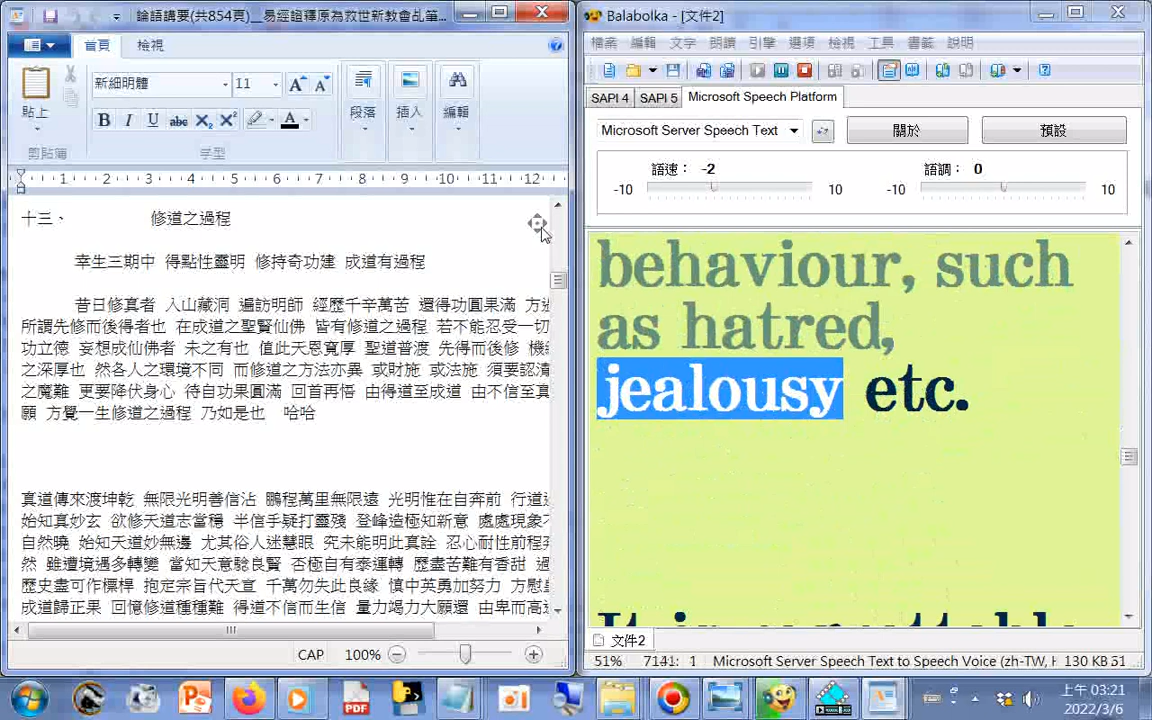 論語講要(共854頁)__易經證釋原為救世新教會乩筆...
首頁 檢視
新細明體 11
貼上 段落 插入 編輯
剪貼簿 字型
1 2 3 4 5 6 7 8 9 10 11 12
十三、 修道之過程
幸生三期中 得點性靈明 修持奇功建 成道有過程
昔日修真者 入山藏洞 遍訪明師 經歷千辛萬苦 還得功圓果滿 方
所謂先修而後得者也 在成道之聖賢仙佛 皆有修道之過程 若不能忍受一切
功立德 妄想成仙佛者 未之有也 值此天恩寬厚 聖道普渡 先得而後修
之深厚也 然各人之環境不同 而修道之方法亦異 或財施 或法施 須要認清
之魔難 更要降伏身心 待自功果圓滿 回首再悟 由得道至成道 由不信至真
願 方覺一生修道之過程 乃如是也 哈哈
真道傳來渡坤乾 無限光明善信沾 鵬程萬里無限遠 光明惟在自奔前 行道
始知真妙玄 欲修天道志當穩 半信乎疑打靈殘 登峰造極知新意 處處現象
自然曉 始知天道妙無邊 尤其俗人迷慧眼 究未能明此真詮 忍心耐性前程
然 雖遭境遇多轉變 當知天意驗良賢 否極自有泰運轉 歷盡苦難有香甜
歷史盡可作標桿 抱定宗旨代天宣 千萬勿失此良緣 慎中英勇加努力 方慰
成道歸正果 回憶修道種種難 得道不信而生信 量力竭力大願還 由卑而高
CAP 100%
Balabolka - [文件2]
檔案 編輯 文字 朗讀 引擎 選項 檢視 工具 書籤 說明
SAPI 4 SAPI 5 Microsoft Speech Platform
Microsoft Server Speech Text 關於 預設
語速： -2 語調： 0
-10 10 -10 10
behaviour, such
as hatred,
jealousy etc.
文件2
51% 7141: 1 Microsoft Server Speech Text to Speech Voice (zh-TW, H 130 KB 51
上午 03:21
2022/3/6